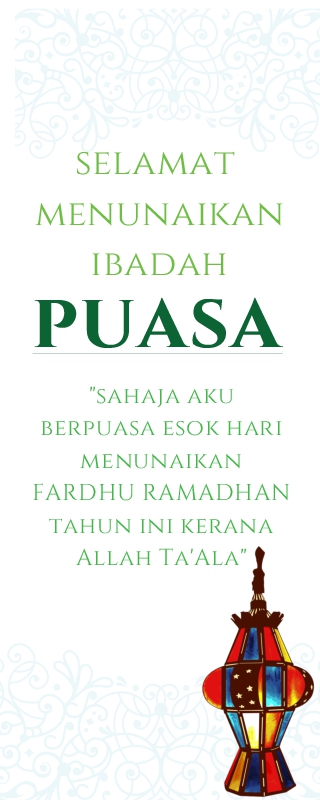 SELAMAT
MENUNAIKAN
IBADAH
PUASA
"SAHAJA AKU
BERPUASA ESOK HARI
MENUNAIKAN
FARDHU RAMADHAN
TAHUN INI KERANA
ALLAH TA'ALA"